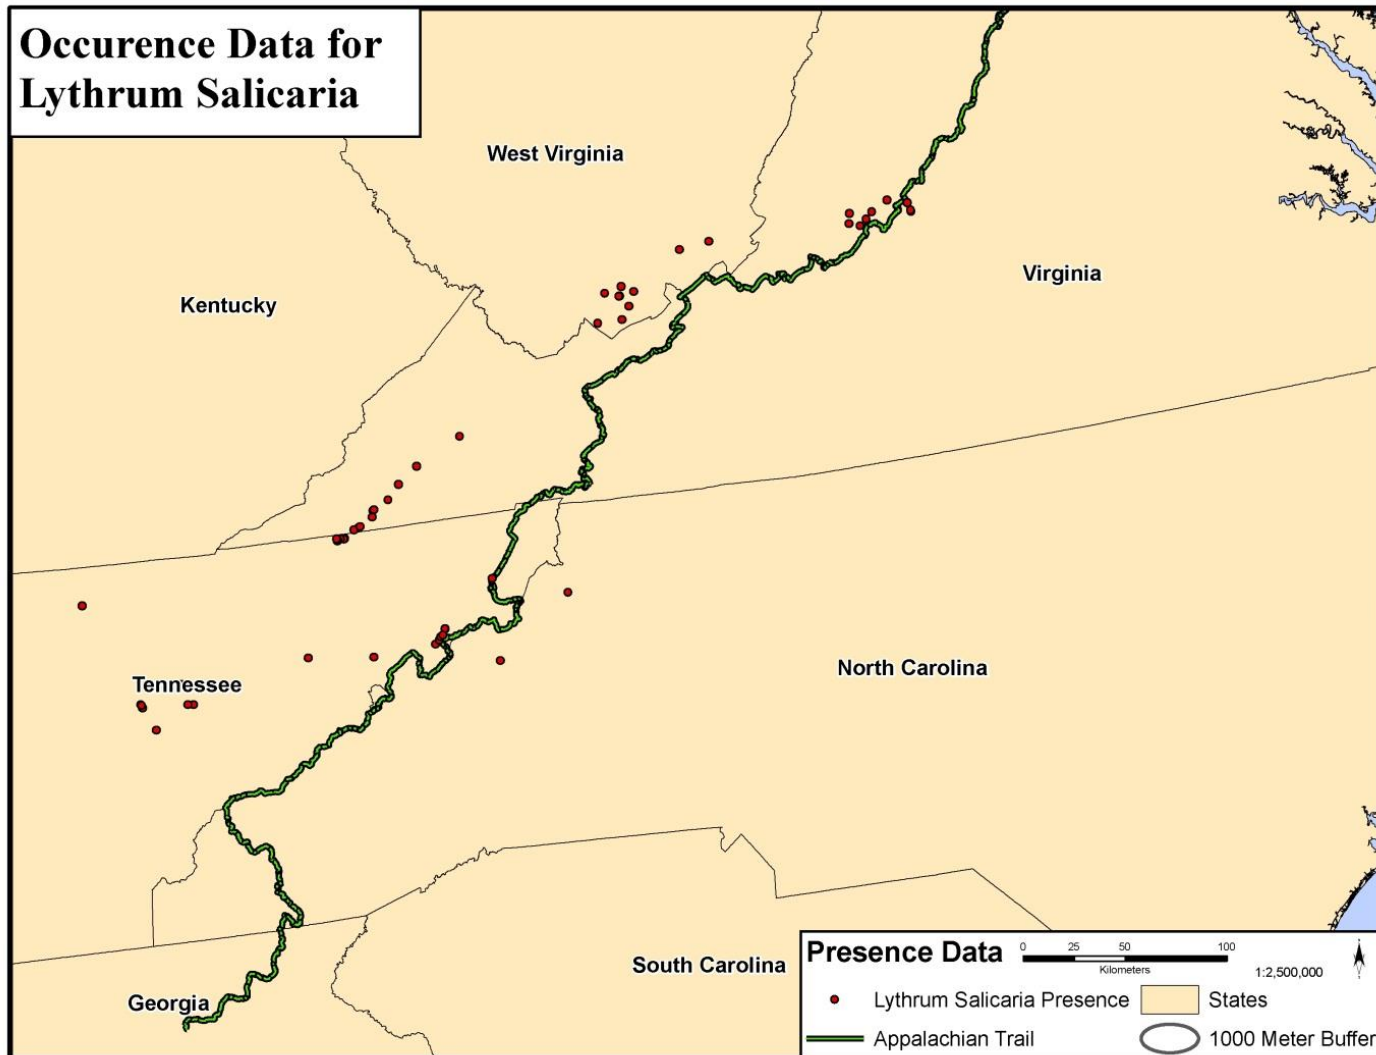 Occurence Data for
Lythrum Salicaria
West Virginia
Kentucky
Virginia
Tennessee
North Carolina
South Carolina
Georgia
Presence Data
0 25 50 100
Kilometers
1:2,500,000
Lythrum Salicaria Presence
States
Appalachian Trail
1000 Meter Buffer